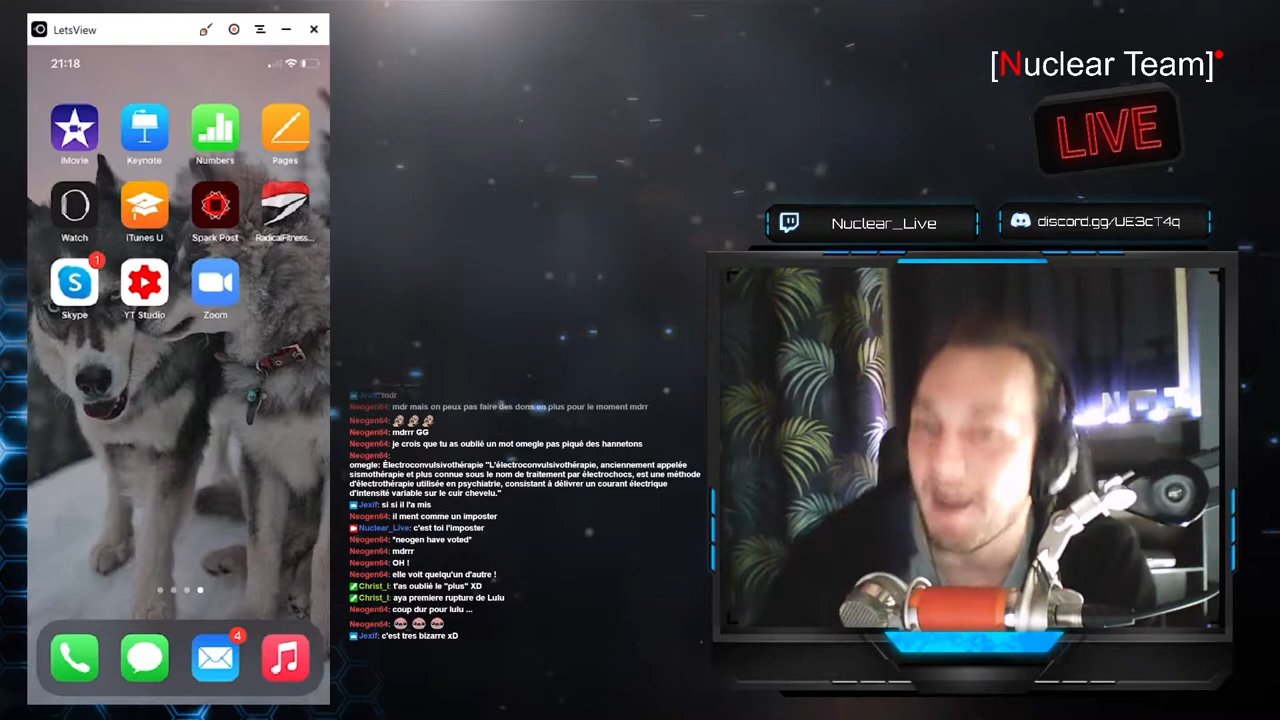 LetsView
21:18
iMovie
Keynote
Numbers
Pages
Watch
iTunes U
Spark Post
RadicalFitness...
1
Skype
YT Studio
Zoom
4
mdr
Neogen64: mdr mais on peux pas faire des dons en plus pour le moment mdrr
Neogen64:
Neogen64: mdrrr GG
Neogen64: je crois que tu as oublié un mot omegle pas piqué des hannetons
Neogen64:
omegle: Électroconvulsivothérapie "L'électroconvulsivothérapie, anciennement appelée
sismothérapie et plus connue sous le nom de traitement par électrochocs, est une méthode
d'électrothérapie utilisée en psychiatrie, consistant à délivrer un courant électrique
d'intensité variable sur le cuir chevelu."
Jexif: si si il l'a mis
Neogen64: il ment comme un imposter
Nuclear_Live: c'est toi l'imposter
Neogen64: *neogen have voted*
Neogen64: mdrrr
Neogen64: OH !
Neogen64: elle voit quelqu'un d'autre !
Christ_I: t'as oublié le "plus" XD
Christ_I: aya premiere rupture de Lulu
Neogen64: coup dur pour lulu ...
Neogen64:
Jexif: c'est tres bizarre xD
[Nuclear Team]
LIVE
Nuclear_Live
discord.gg/UE3cT4q